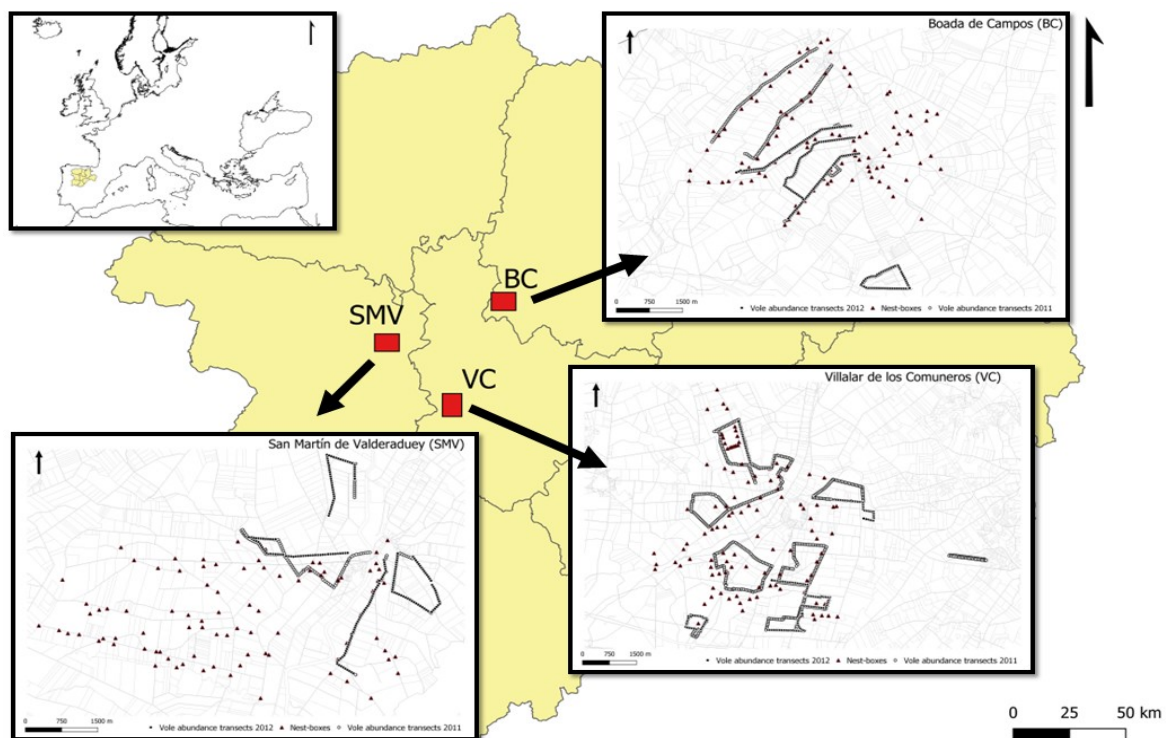 Boada de Campos (BC)
0 750 1500 m
Vole abundance transects 2012 Nest-boxes Vole abundance transects 2011
BC
SMV
VC
Villalar de los Comuneros (VC)
0 750 1500 m
Vole abundance transects 2012 Nest-boxes Vole abundance transects 2011
San Martín de Valderaduey (SMV)
0 750 1500 m
Vole abundance transects 2012 Nest-boxes Vole abundance transects 2011
0 25 50 km